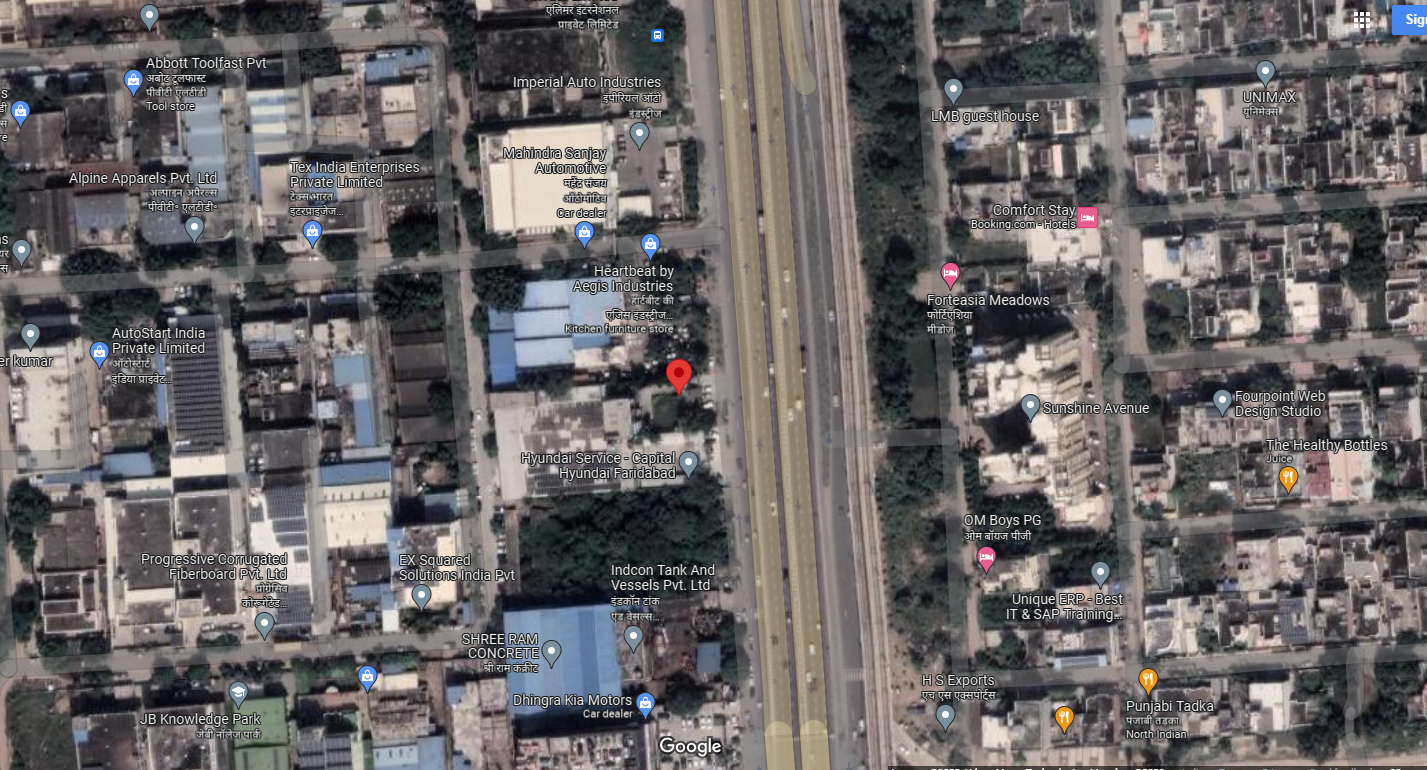 एलिमर इंटरनेशनल
प्राइवेट लिमिटेड
Sig
Abbott Toolfast Pvt
अबोट टूलफास्ट
पीवीटी एलटीडी
Tool store
Imperial Auto Industries
इंपीरियल ऑटो
इंडस्ट्रीज
LMB guest house
UNIMAX
यूनिमेक्स
Mahindra Sanjay
Automotive
महेंद्र संजय
ऑटोमोटिव
Car dealer
Tex India Enterprises
Private Limited
टेक्स भारत
इंटरप्राइजेज...
Alpine Apparels Pvt. Ltd
अल्पाइन अपेरल्स
पीवीटी॰ एलटीडी॰
Comfort Stay
Booking.com - Hotels
Heartbeat by
Aegis Industries
हार्टबीट की
एजिस इंडस्ट्रीज...
Kitchen furniture store
Forteasia Meadows
फोर्टिएशिया
मीडोज
AutoStart India
Private Limited
ऑटोस्टार्ट
इंडिया प्राइवेट...
er kumar
Sunshine Avenue
Fourpoint Web
Design Studio
The Healthy Bottles
Juice
Hyundai Service - Capital
Hyundai Faridabad
OM Boys PG
ओम बॉयज पीजी
Progressive Corrugated
Fiberboard Pvt. Ltd
प्रोग्रेसिव
कोरूगेटेड...
EX Squared
Solutions India Pvt
Indcon Tank And
Vessels Pvt. Ltd
इंडकॉन टांक
एंड वेसल्स...
Unique ERP - Best
IT & SAP Training...
SHREE RAM
CONCRETE
श्री राम कंक्रीट
H S Exports
एच एस एक्सपोर्ट्स
Dhingra Kia Motors
Car dealer
JB Knowledge Park
जेबी नॉलेज पार्क
Punjabi Tadka
पंजाबी तड़का
North Indian
Google